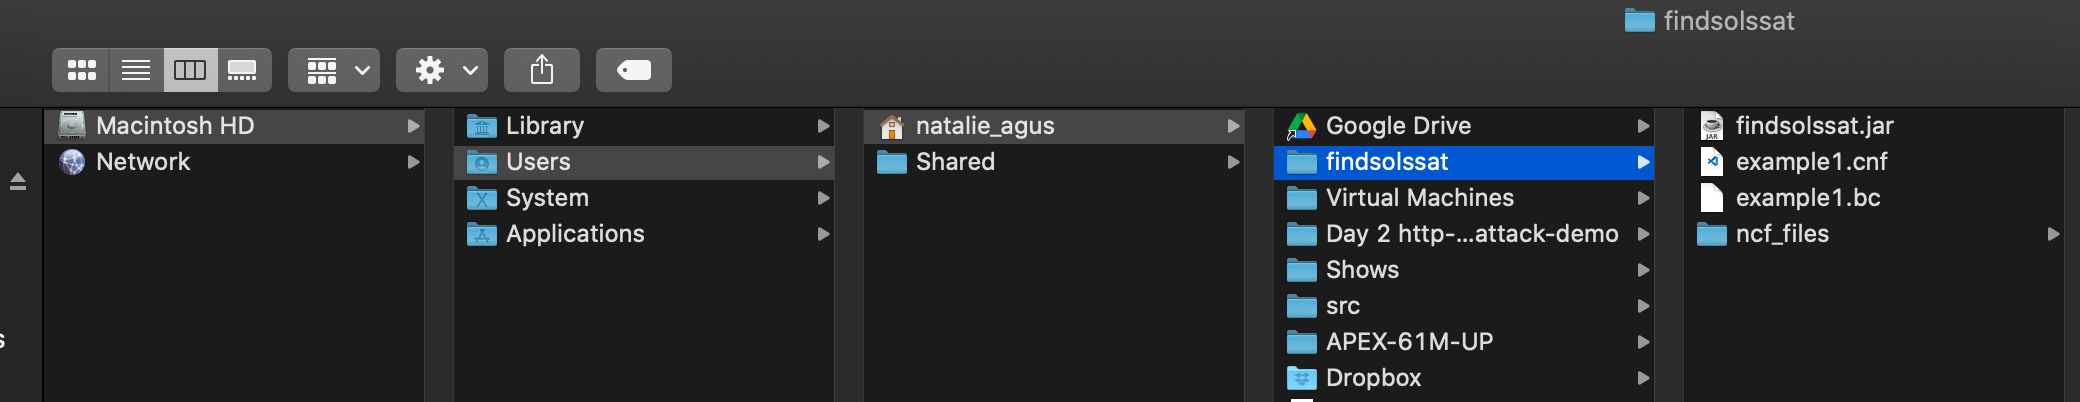 findsolssat
Macintosh HD
Network
Library
Users
System
Applications
natalie_agus
Shared
Google Drive
findsolssat
Virtual Machines
Day 2 http-...attack-demo
Shows
src
APEX-61M-UP
Dropbox
findsolssat.jar
example1.cnf
example1.bc
ncf_files